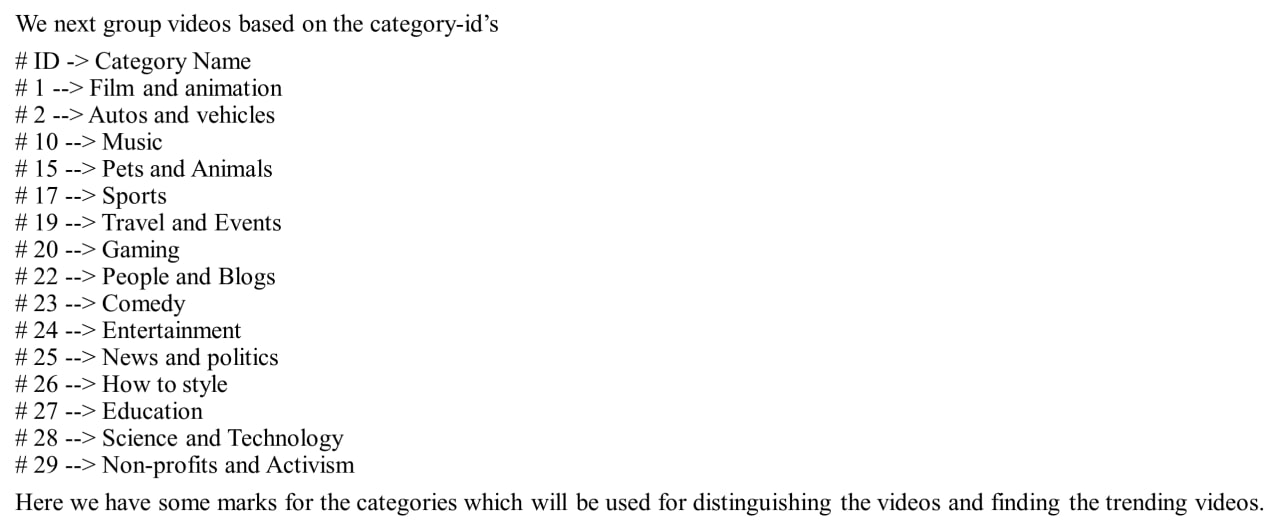 We next group videos based on the category-id’s
# ID -> Category Name
# 1 --> Film and animation
# 2 --> Autos and vehicles
# 10 --> Music
# 15 --> Pets and Animals
# 17 --> Sports
# 19 --> Travel and Events
# 20 --> Gaming
# 22 --> People and Blogs
# 23 --> Comedy
# 24 --> Entertainment
# 25 --> News and politics
# 26 --> How to style
# 27 --> Education
# 28 --> Science and Technology
# 29 --> Non-profits and Activism
Here we have some marks for the categories which will be used for distinguishing the videos and finding the trending videos.